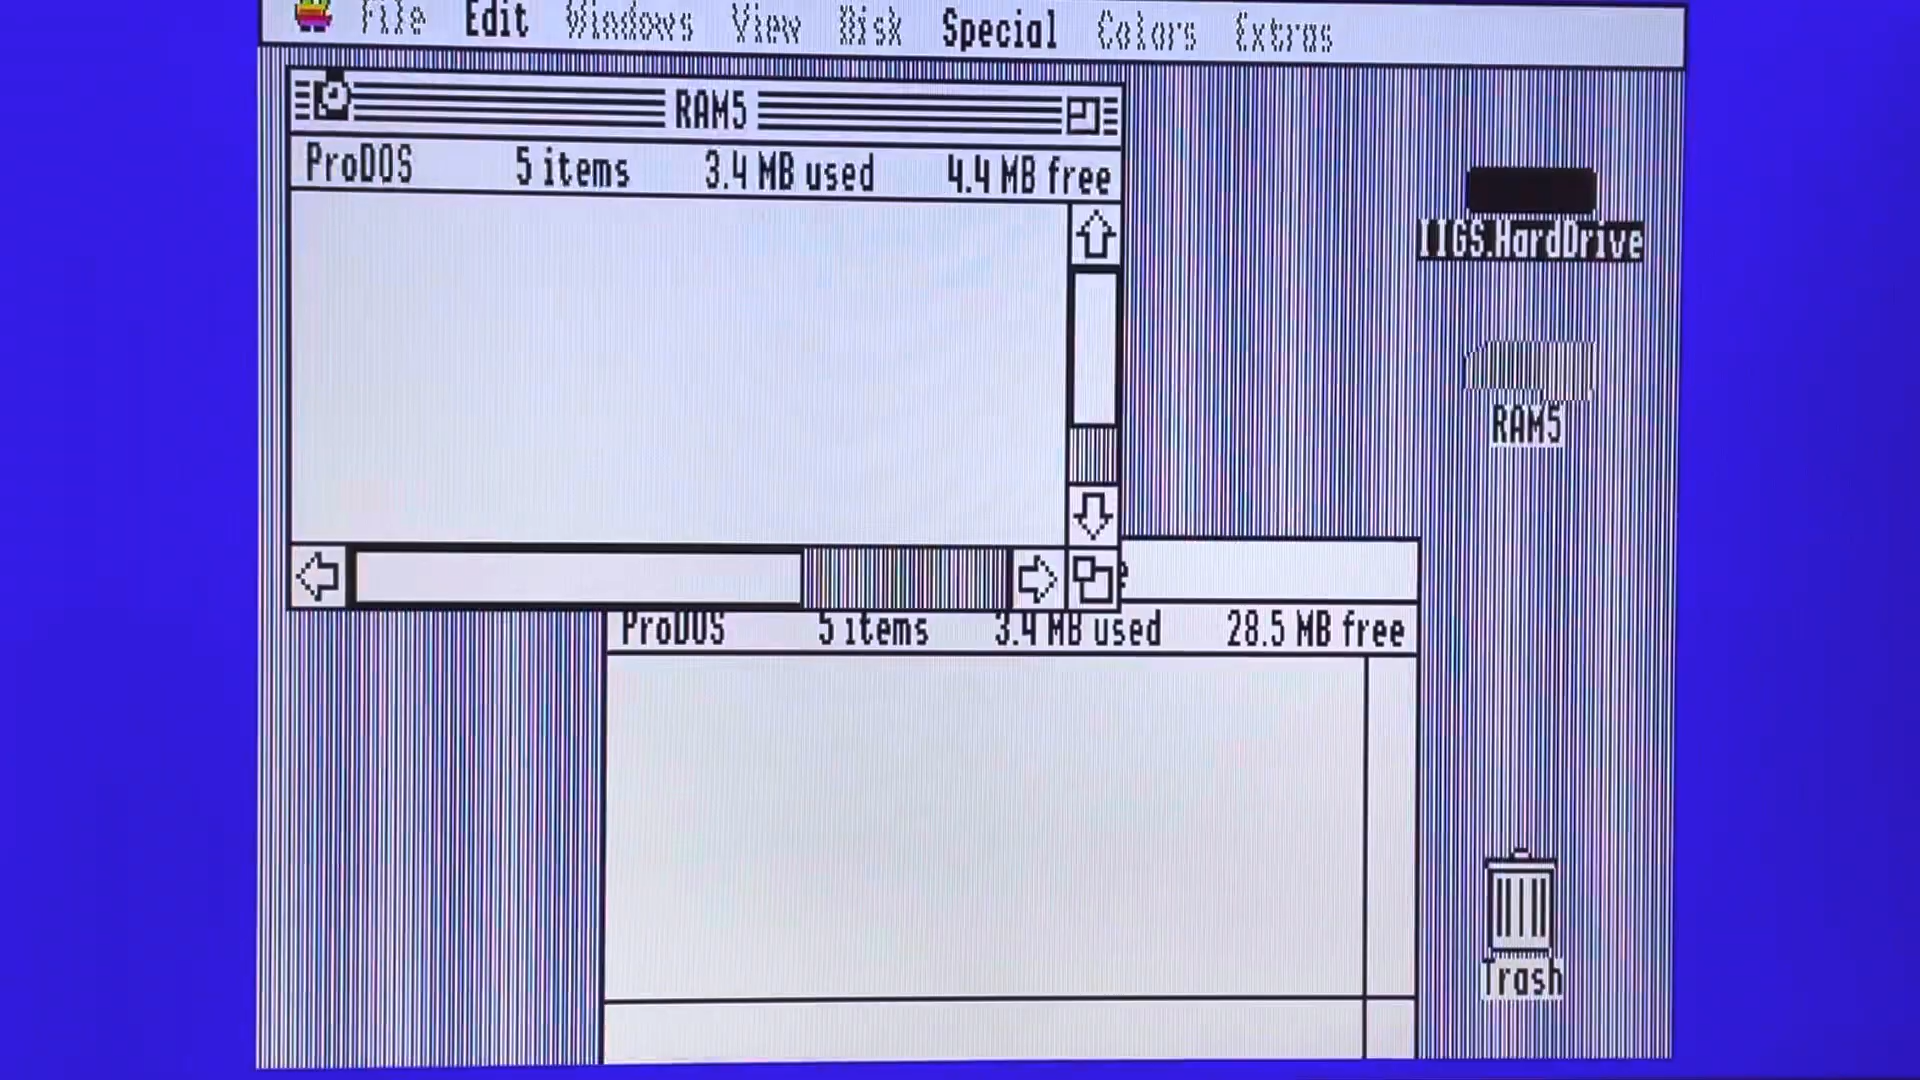 File Edit Windows View Disk Special Colors Extras
RAM5
ProDOS 5 items 3.4 MB used 4.4 MB free
IIGS.HardDrive
RAM5
ProDOS 5 items 3.4 MB used 28.5 MB free
Trash